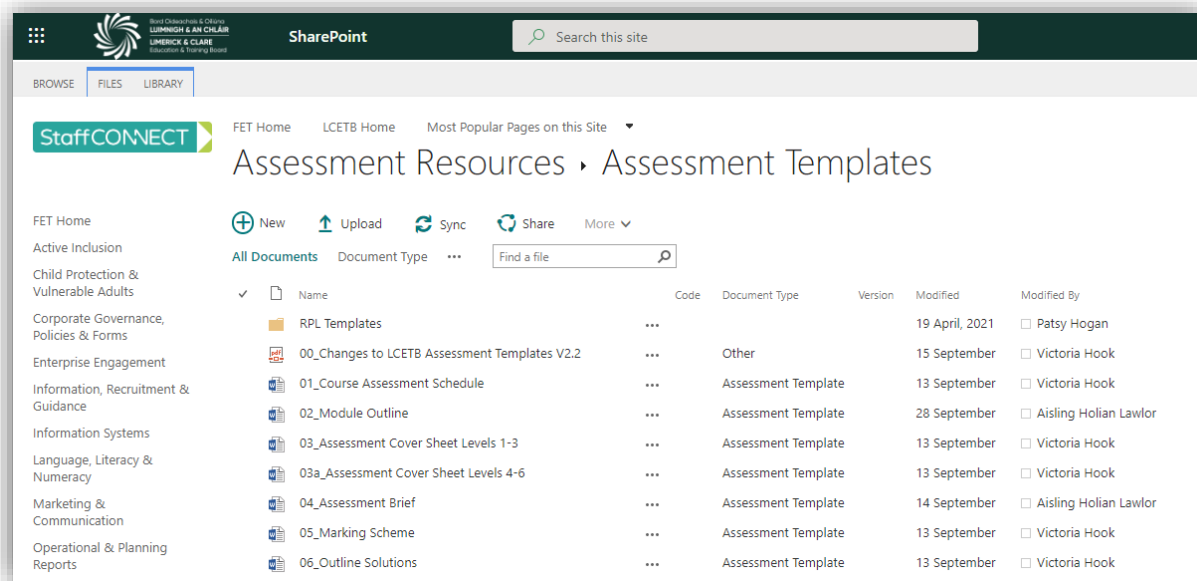 Bord Oideachais & Oiliúna
LUIMNIGH & AN CHLÁIR
LIMERICK & CLARE
Education & Training Board
SharePoint
Search this site
BROWSE FILES LIBRARY
StaffCONNECT
FET Home LCETB Home Most Popular Pages on this Site
Assessment Resources Assessment Templates
FET Home
Active Inclusion
Child Protection &
Vulnerable Adults
Corporate Governance,
Policies & Forms
Enterprise Engagement
Information, Recruitment &
Guidance
Information Systems
Language, Literacy &
Numeracy
Marketing &
Communication
Operational & Planning
Reports
New Upload Sync Share More
All Documents Document Type ... Find a file
Name Code Document Type Version Modified Modified By
RPL Templates ... 19 April, 2021 Patsy Hogan
pdf 00_Changes to LCETB Assessment Templates V2.2 ... Other 15 September Victoria Hook
01_Course Assessment Schedule ... Assessment Template 13 September Victoria Hook
02_Module Outline ... Assessment Template 28 September Aisling Holian Lawlor
03_Assessment Cover Sheet Levels 1-3 ... Assessment Template 13 September Victoria Hook
03a_Assessment Cover Sheet Levels 4-6 ... Assessment Template 13 September Victoria Hook
04_Assessment Brief ... Assessment Template 14 September Aisling Holian Lawlor
05_Marking Scheme ... Assessment Template 13 September Victoria Hook
06_Outline Solutions ... Assessment Template 13 September Victoria Hook